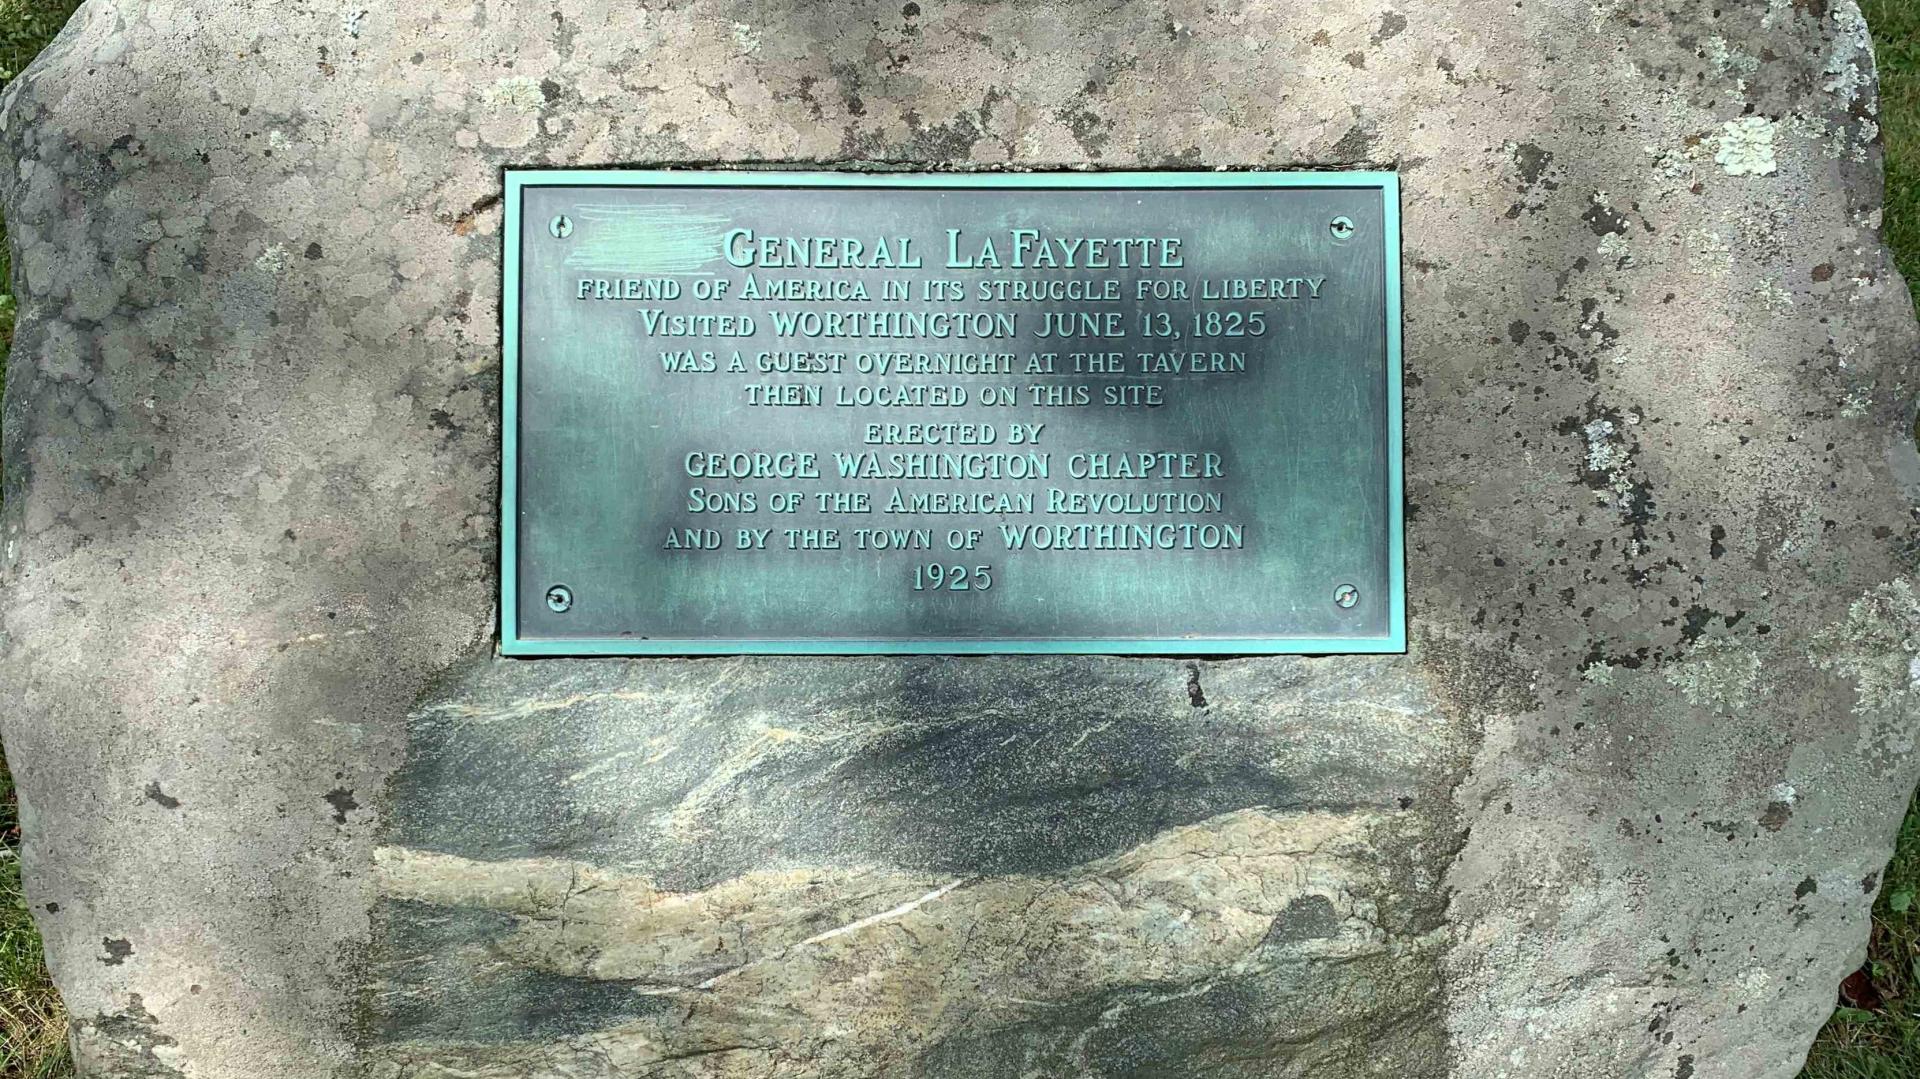 GENERAL LAFAYETTE
FRIEND OF AMERICA IN ITS STRUGGLE FOR LIBERTY
VISITED WORTHINGTON JUNE 13, 1825
WAS A GUEST OVERNIGHT AT THE TAVERN
THEN LOCATED ON THIS SITE
ERECTED BY
GEORGE WASHINGTON CHAPTER
SONS OF THE AMERICAN REVOLUTION
AND BY THE TOWN OF WORTHINGTON
1925